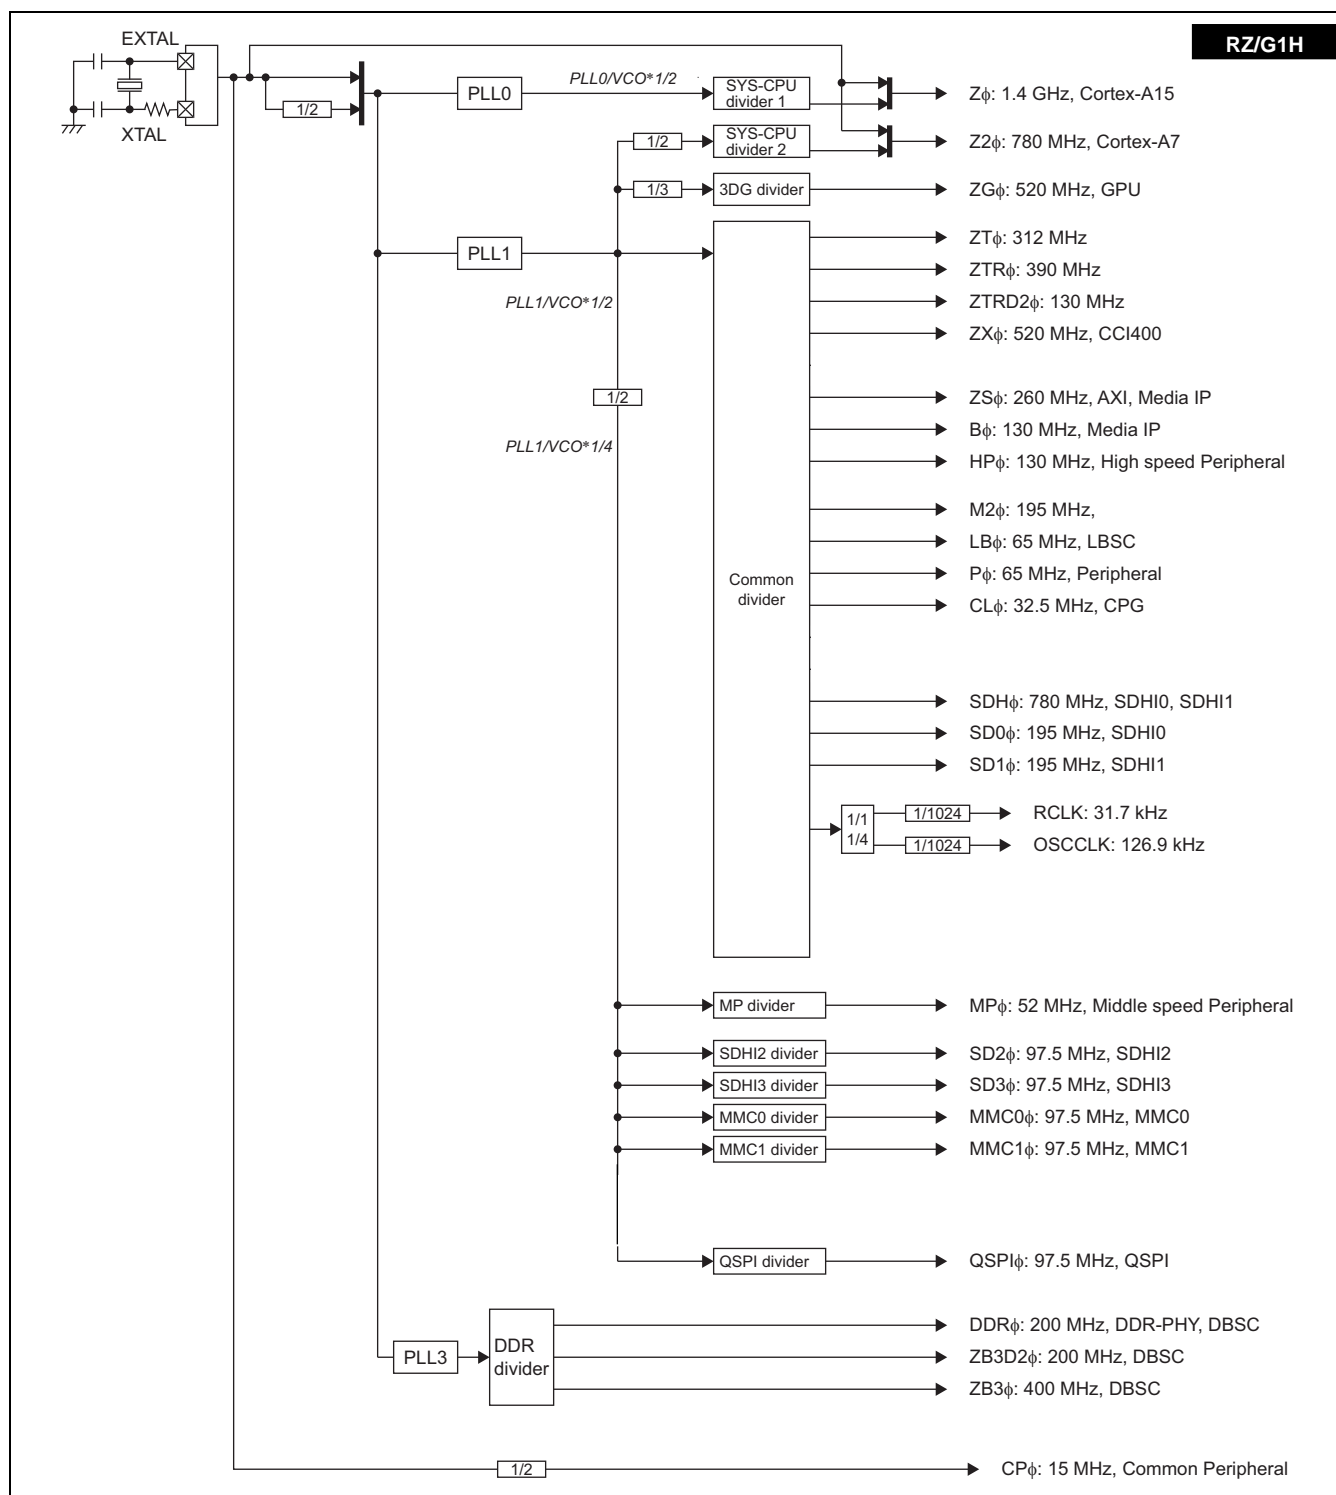 RZ/G1H
EXTAL
XTAL
1/2
PLL0
PLL0/VCO*1/2
SYS-CPU
divider 1
Zϕ: 1.4 GHz, Cortex-A15
1/2
SYS-CPU
divider 2
Z2ϕ: 780 MHz, Cortex-A7
1/3
3DG divider
ZGϕ: 520 MHz, GPU
PLL1
PLL1/VCO*1/2
1/2
PLL1/VCO*1/4
Common
divider
ZTϕ: 312 MHz
ZTRϕ: 390 MHz
ZTRD2ϕ: 130 MHz
ZXϕ: 520 MHz, CCI400
ZSϕ: 260 MHz, AXI, Media IP
Bϕ: 130 MHz, Media IP
HPϕ: 130 MHz, High speed Peripheral
M2ϕ: 195 MHz,
LBϕ: 65 MHz, LBSC
Pϕ: 65 MHz, Peripheral
CLϕ: 32.5 MHz, CPG
SDHϕ: 780 MHz, SDHI0, SDHI1
SD0ϕ: 195 MHz, SDHI0
SD1ϕ: 195 MHz, SDHI1
1/1
1/4
1/1024
RCLK: 31.7 kHz
1/1024
OSCCLK: 126.9 kHz
MP divider
MPϕ: 52 MHz, Middle speed Peripheral
SDHI2 divider
SD2ϕ: 97.5 MHz, SDHI2
SDHI3 divider
SD3ϕ: 97.5 MHz, SDHI3
MMC0 divider
MMC0ϕ: 97.5 MHz, MMC0
MMC1 divider
MMC1ϕ: 97.5 MHz, MMC1
QSPI divider
QSPIϕ: 97.5 MHz, QSPI
PLL3
DDR
divider
DDRϕ: 200 MHz, DDR-PHY, DBSC
ZB3D2ϕ: 200 MHz, DBSC
ZB3ϕ: 400 MHz, DBSC
1/2
CPϕ: 15 MHz, Common Peripheral